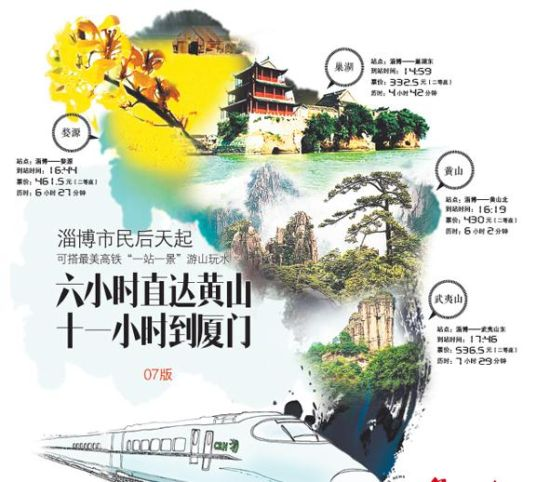 巢湖
站点：淄博——巢湖东
到站时间：14:59
票价：332.5元(二等座)
历时：4小时42分钟
婺源
站点：淄博——婺源
到站时间：16:44
票价：461.5元(二等座)
历时：6小时27分钟
黄山
站点：淄博——黄山北
到站时间：16:19
票价：430元(二等座)
历时：6小时2分钟
淄博市民后天起
可搭最美高铁“一站一景”游山玩水
六小时直达黄山
十一小时到厦门
07版
武夷山
站点：淄博——武夷山东
到站时间：17:46
票价：536.5元(二等座)
历时：7小时29分钟
CRH